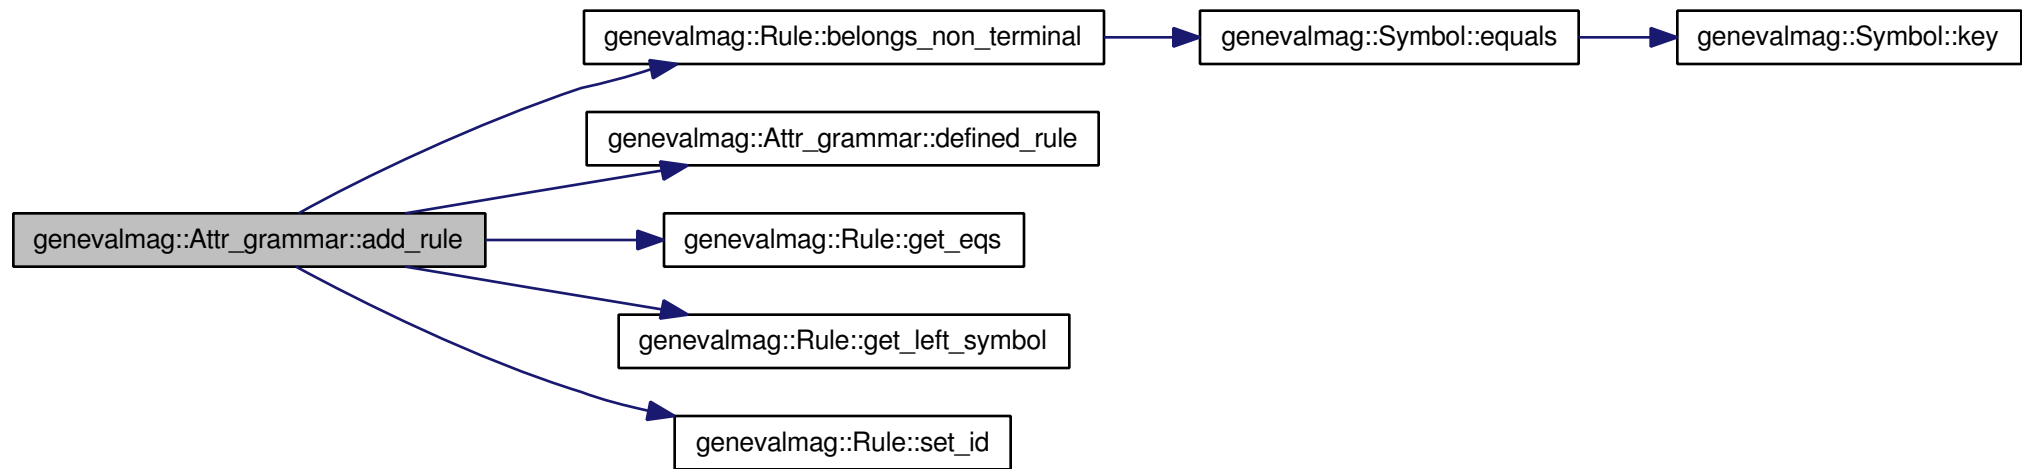 genevalmag::Rule::belongs_non_terminal
genevalmag::Symbol::equals
genevalmag::Symbol::key
genevalmag::Attr_grammar::defined_rule
genevalmag::Attr_grammar::add_rule
genevalmag::Rule::get_eqs
genevalmag::Rule::get_left_symbol
genevalmag::Rule::set_id